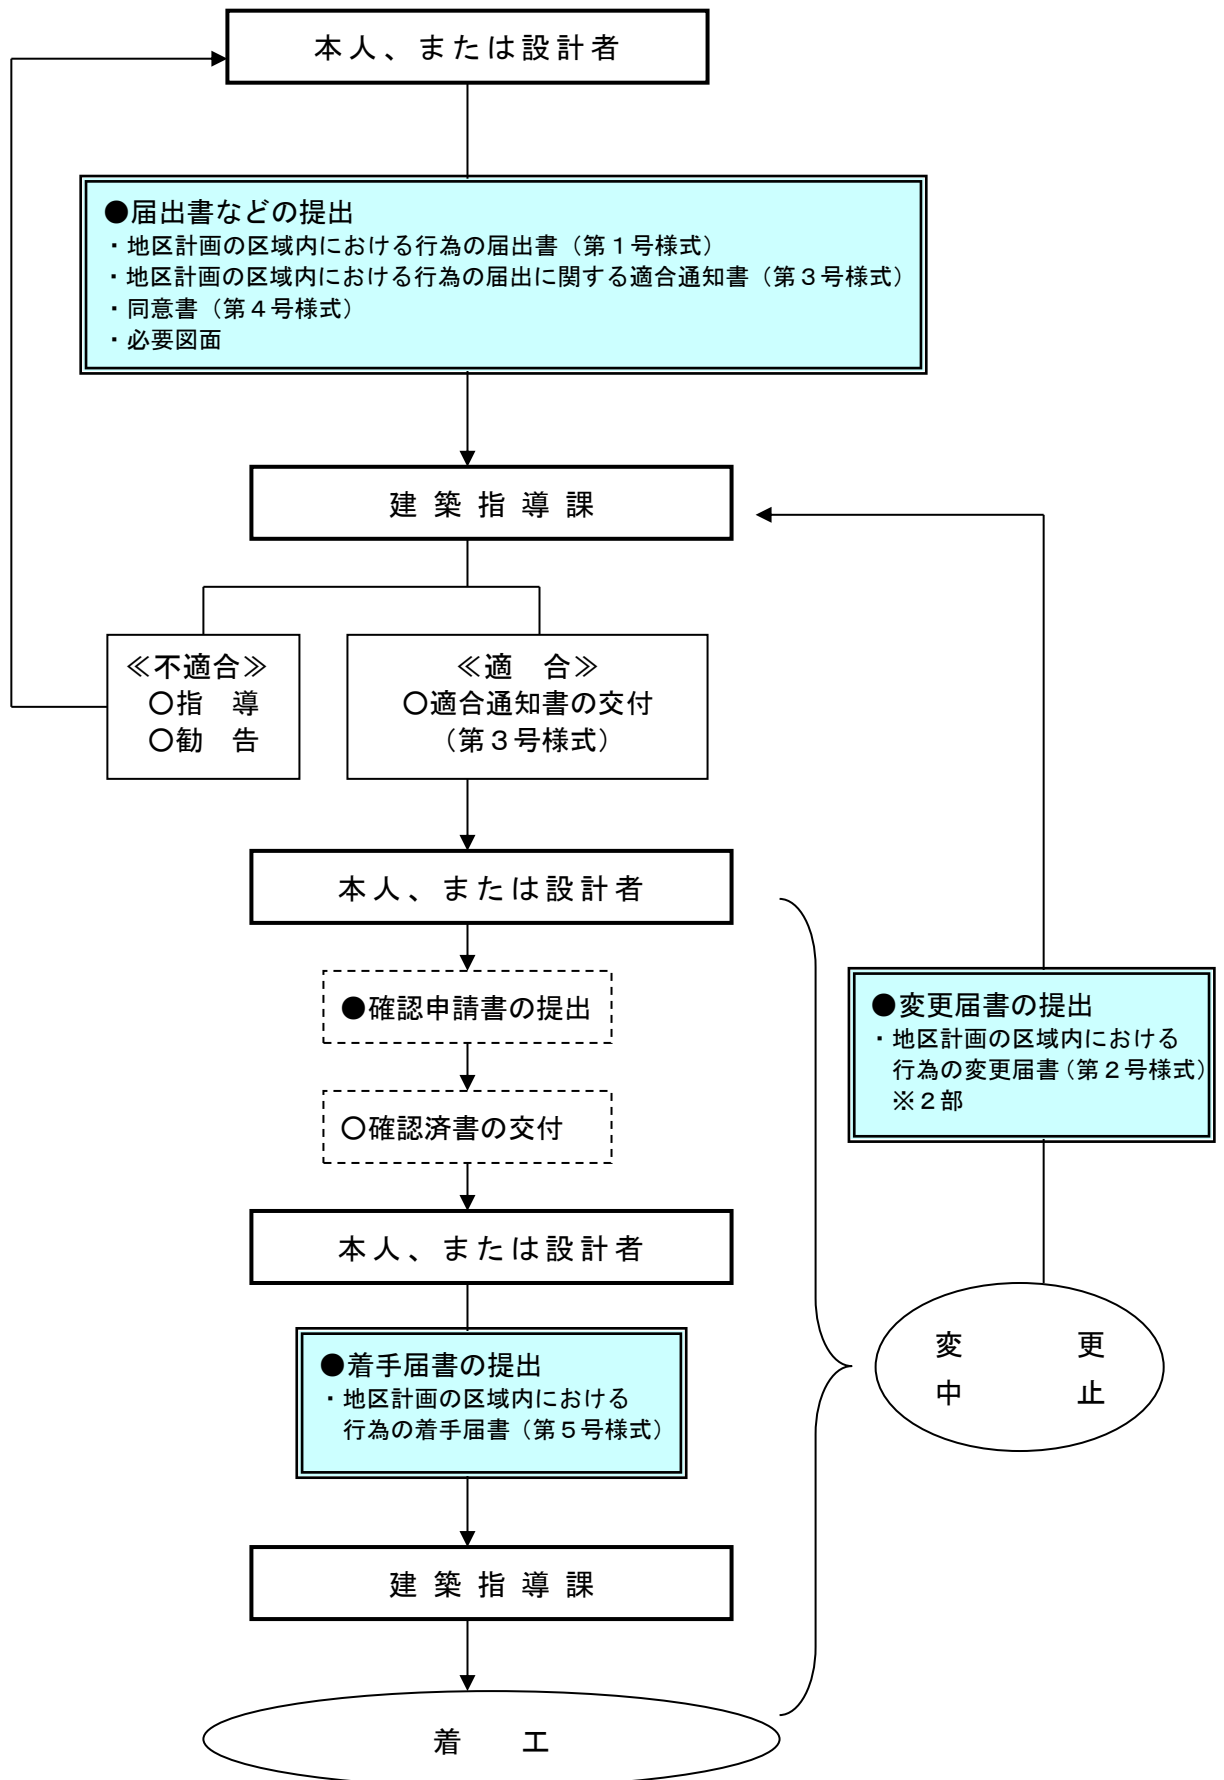 本人、または設計者
●届出書などの提出
・地区計画の区域内における行為の届出書（第１号様式）
・地区計画の区域内における行為の届出に関する適合通知書（第３号様式）
・同意書（第４号様式）
・必要図面
建築指導課
≪不適合≫
〇指　導
〇勧　告
≪適　合≫
〇適合通知書の交付
（第３号様式）
本人、または設計者
●確認申請書の提出
〇確認済書の交付
本人、または設計者
●着手届書の提出
・地区計画の区域内における
行為の着手届書（第５号様式）
建築指導課
着　工
●変更届書の提出
・地区計画の区域内における
行為の変更届書（第２号様式）
※２部
変　更
中　止